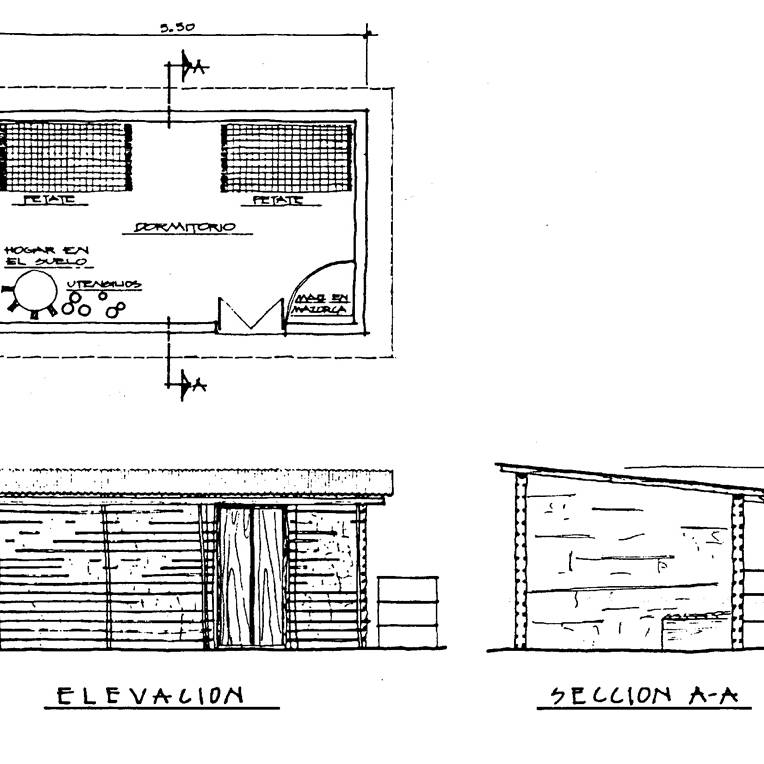 5.50
A
PETATE
PETATE
DORMITORIO
HOGAR EN
EL SUELO
UTENSILIOS
MAIZ EN
MAZORCA
A
ELEVACION
SECCION A-A